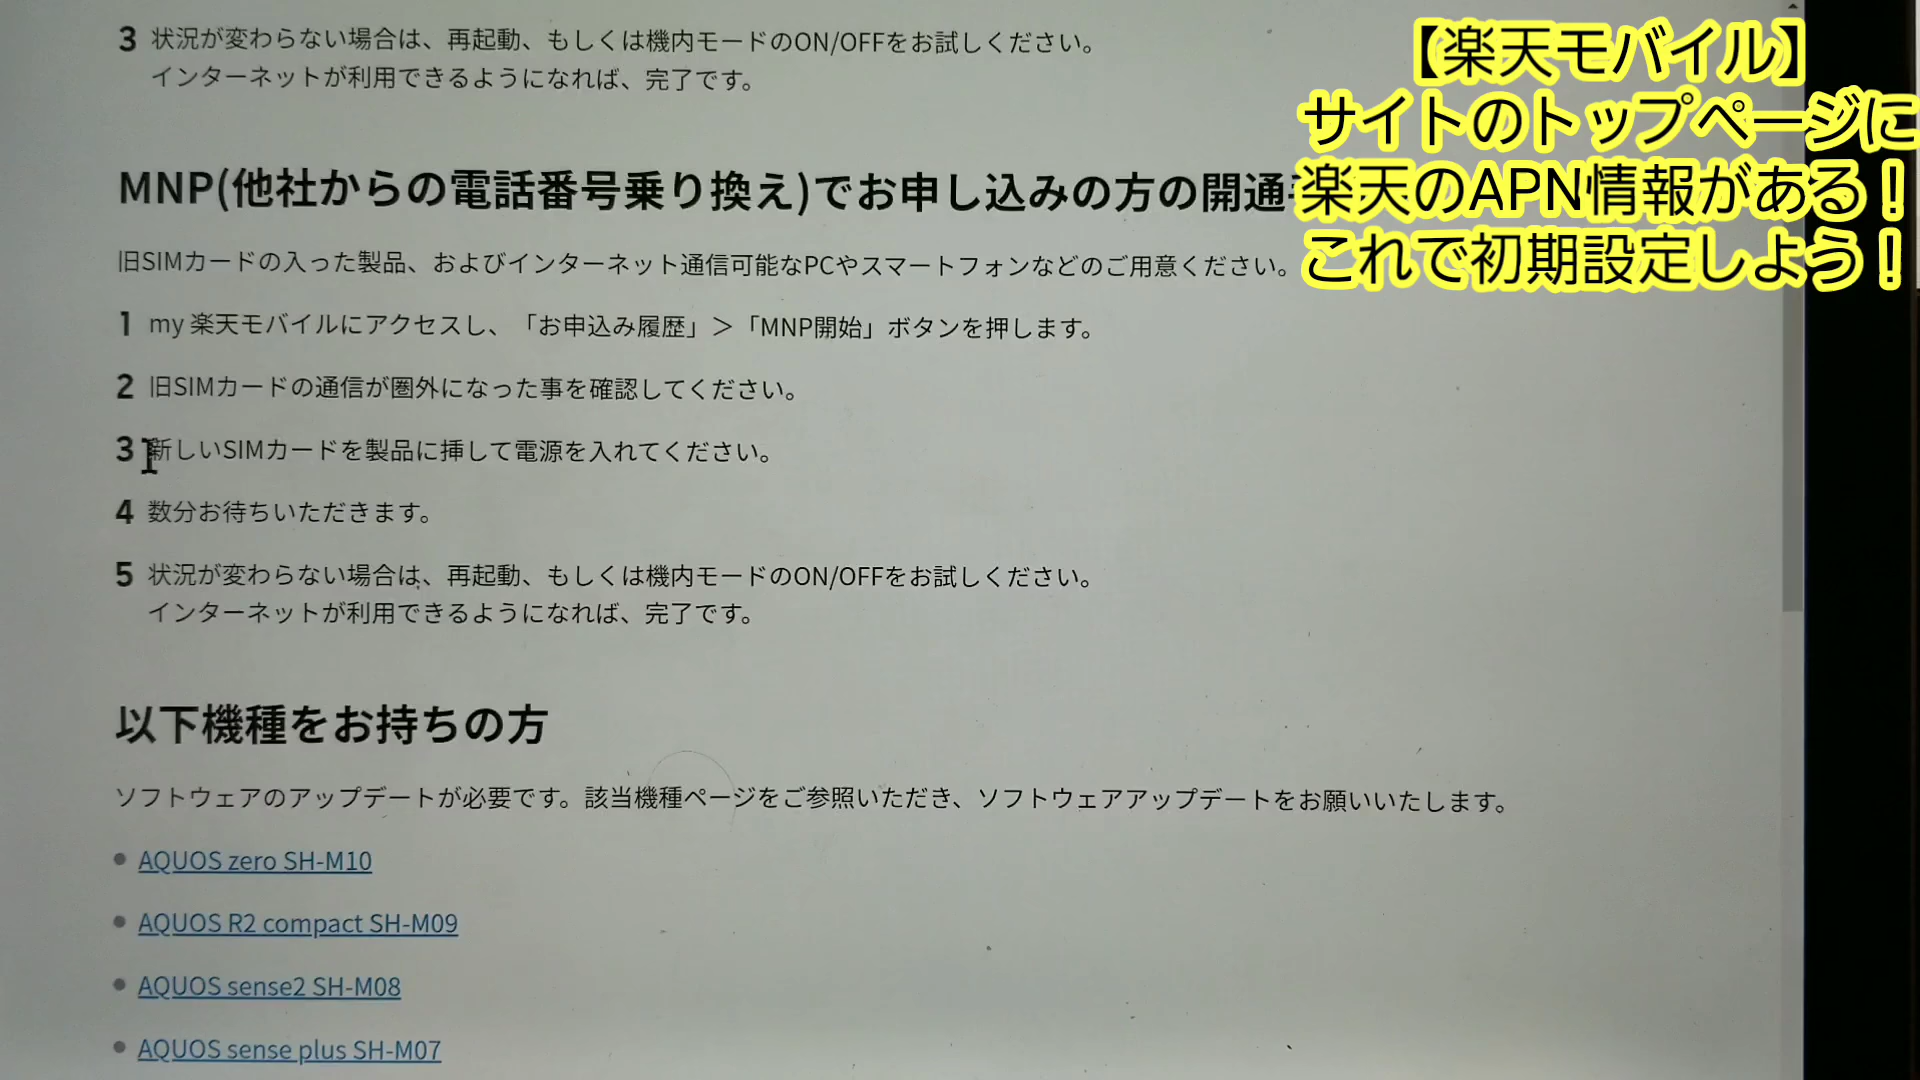 3 状況が変わらない場合は、再起動、もしくは機内モードのON/OFFをお試しください。
インターネットが利用できるようになれば、完了です。
【楽天モバイル】
サイトのトップページに
楽天のAPN情報がある！
これで初期設定しよう！
MNP(他社からの電話番号乗り換え)でお申し込みの方の開通
旧SIMカードの入った製品、およびインターネット通信可能なPCやスマートフォンなどのご用意ください。
1 my 楽天モバイルにアクセスし、「お申込み履歴」＞「MNP開始」ボタンを押します。
2 旧SIMカードの通信が圏外になった事を確認してください。
3 新しいSIMカードを製品に挿して電源を入れてください。
4 数分お待ちいただきます。
5 状況が変わらない場合は、再起動、もしくは機内モードのON/OFFをお試しください。
インターネットが利用できるようになれば、完了です。
以下機種をお持ちの方
ソフトウェアのアップデートが必要です。該当機種ページをご参照いただき、ソフトウェアアップデートをお願いいたします。
• AQUOS zero SH-M10
• AQUOS R2 compact SH-M09
• AQUOS sense2 SH-M08
• AQUOS sense plus SH-M07